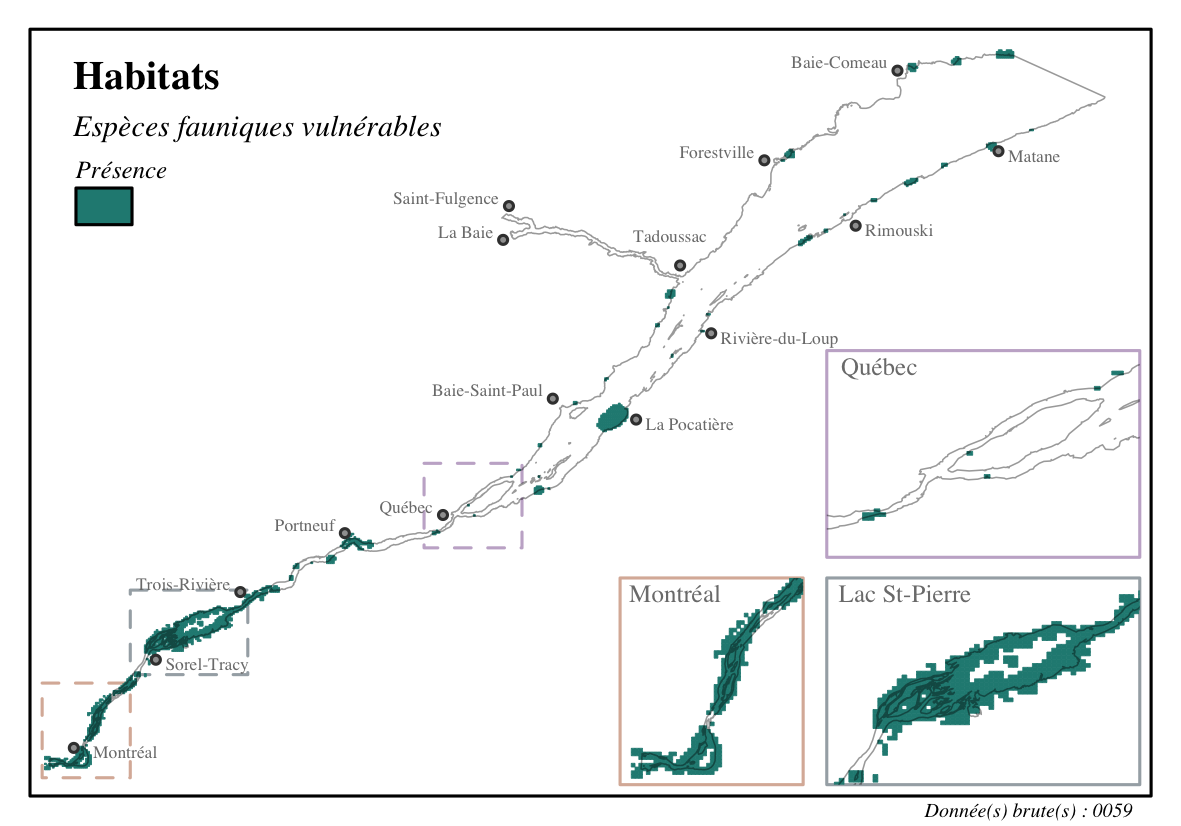 Habitats
Espèces fauniques vulnérables
Présence
Baie-Comeau
Forestville
Matane
Saint-Fulgence
La Baie
Tadoussac
Rimouski
Rivière-du-Loup
Baie-Saint-Paul
La Pocatière
Québec
Québec
Portneuf
Trois-Rivière
Sorel-Tracy
Montréal
Montréal
Lac St-Pierre
Donnée(s) brute(s) : 0059